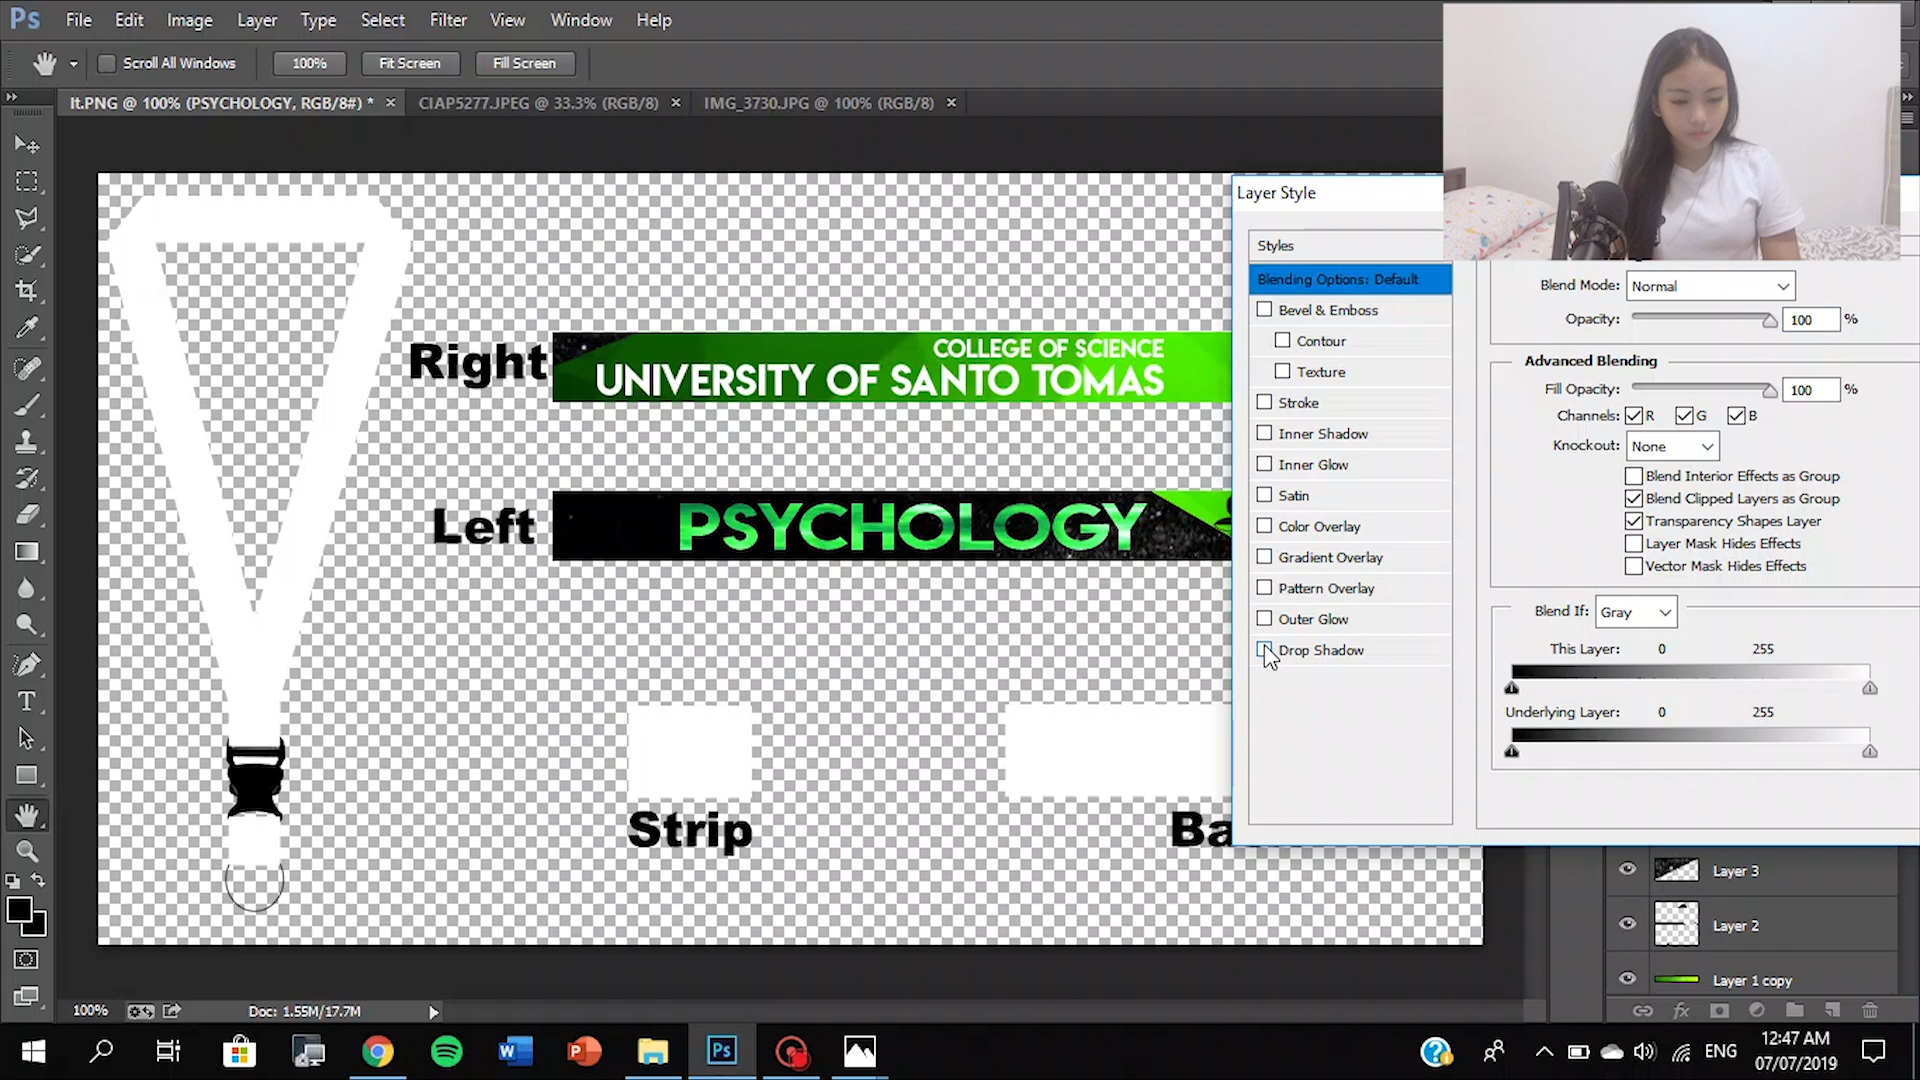 Ps File Edit Image Layer Type Select Filter View Window Help
Scroll All Windows 100% Fit Screen Fill Screen
lt.PNG @ 100% (PSYCHOLOGY, RGB/8#) * × CIAP5277.JPEG @ 33.3% (RGB/8) × IMG_3730.JPG @ 100% (RGB/8) ×
Right
COLLEGE OF SCIENCE
UNIVERSITY OF SANTO TOMAS
Left
PSYCHOLOGY
Strip
Ba
Layer Style
Styles
Blending Options: Default
Bevel & Emboss
Contour
Texture
Stroke
Inner Shadow
Inner Glow
Satin
Color Overlay
Gradient Overlay
Pattern Overlay
Outer Glow
Drop Shadow
Blend Mode: Normal
Opacity: 100 %
Advanced Blending
Fill Opacity: 100 %
Channels: R G B
Knockout: None
Blend Interior Effects as Group
Blend Clipped Layers as Group
Transparency Shapes Layer
Layer Mask Hides Effects
Vector Mask Hides Effects
Blend If: Gray
This Layer: 0 255
Underlying Layer: 0 255
Layer 3
Layer 2
Layer 1 copy
100% Doc: 1.55M/17.7M
ENG
12:47 AM
07/07/2019